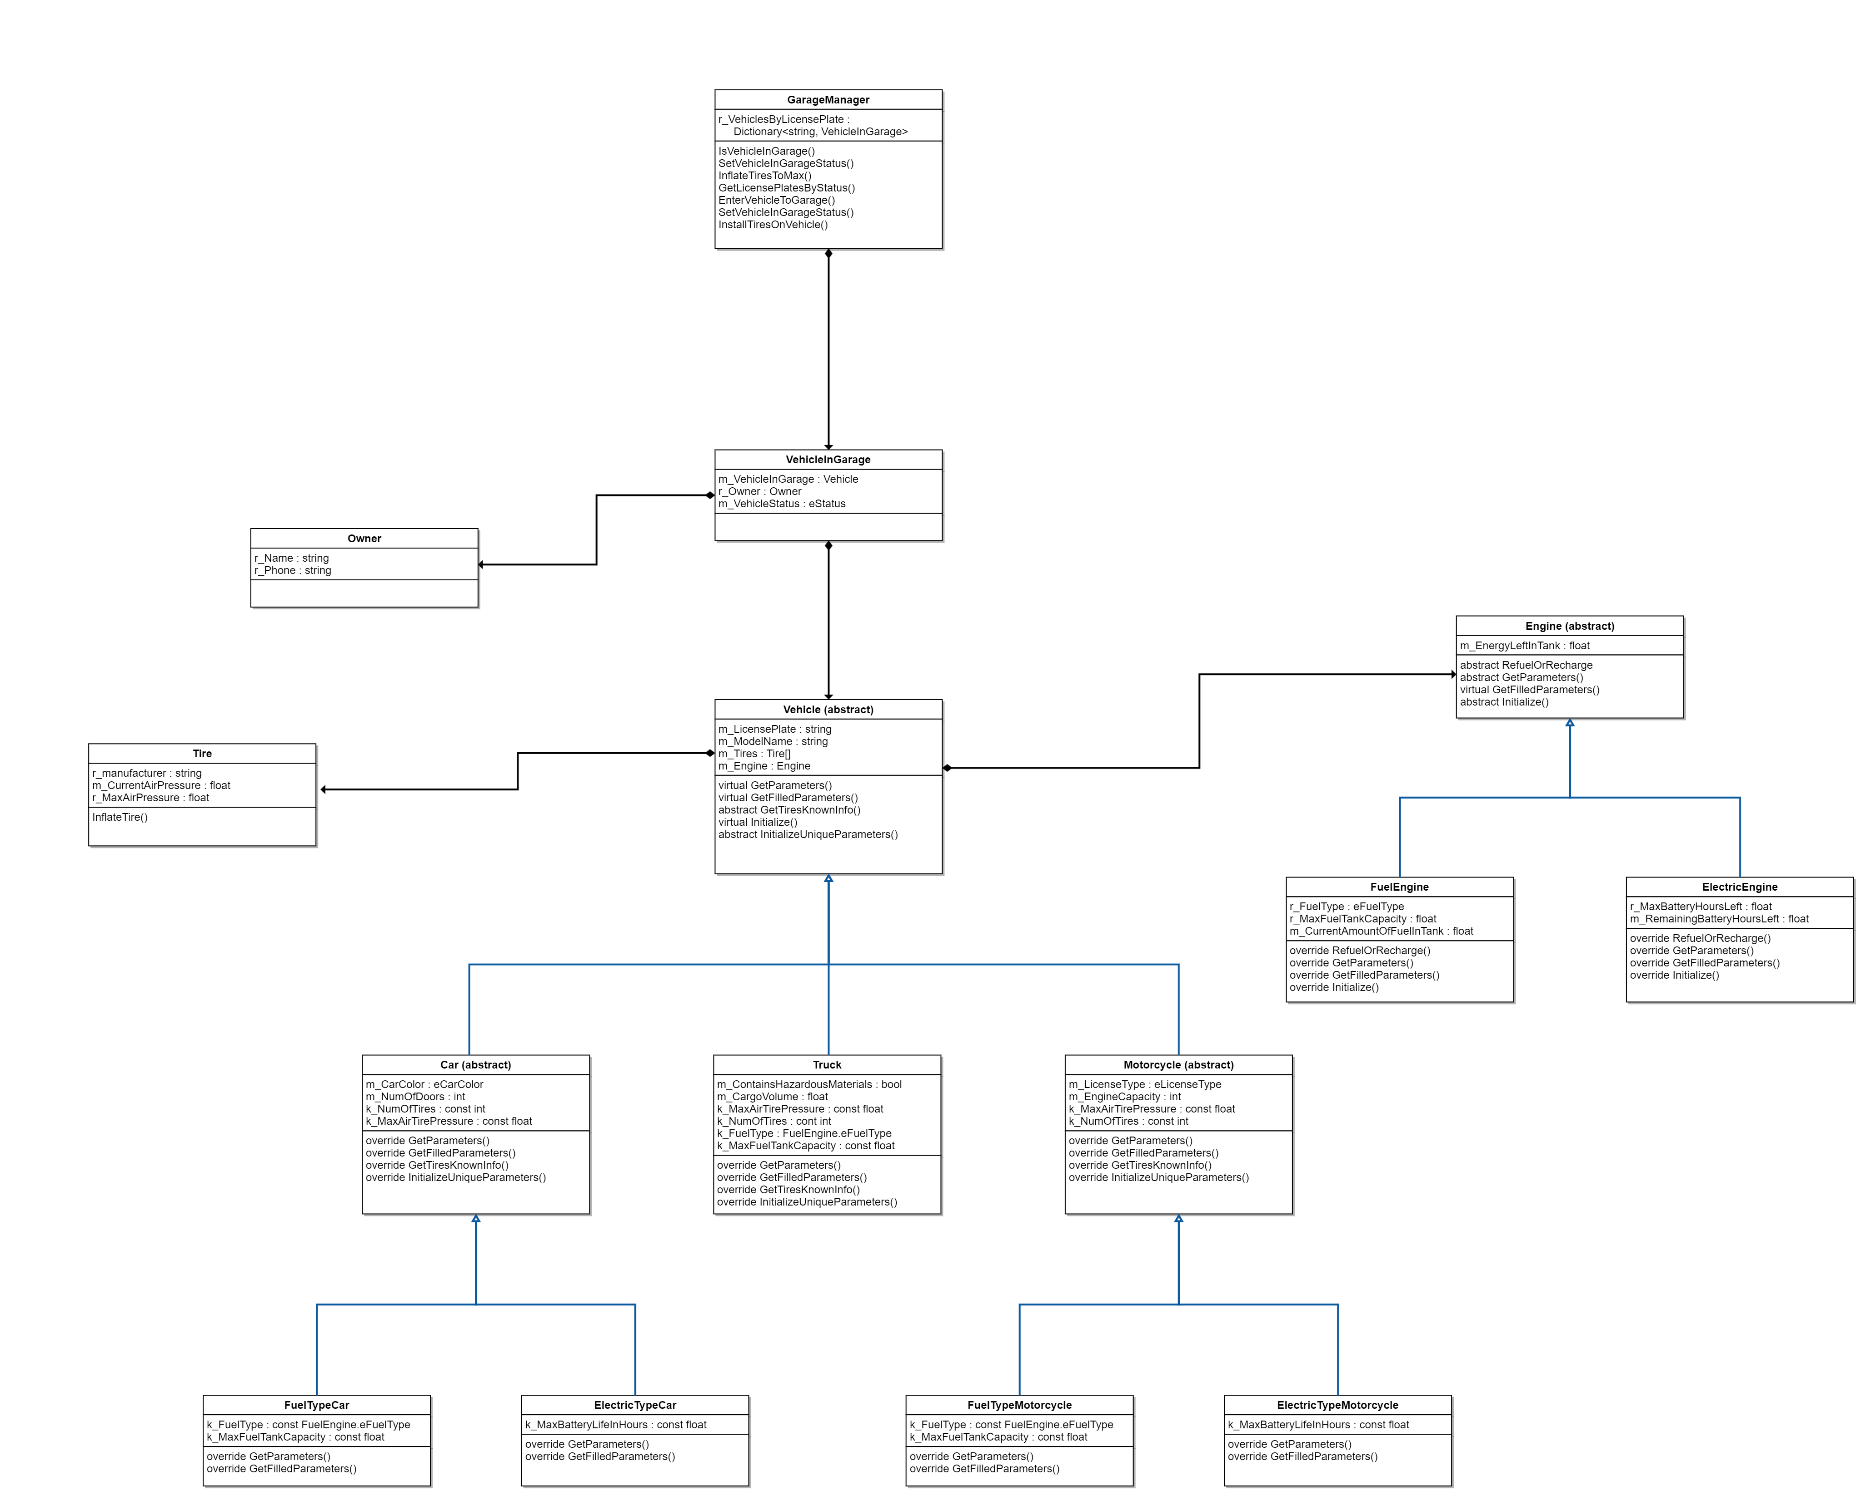 GarageManager
r_VehiclesByLicensePlate :
Dictionary<string, VehicleInGarage>
IsVehicleInGarage()
SetVehicleInGarageStatus()
InflateTiresToMax()
GetLicensePlatesByStatus()
EnterVehicleToGarage()
SetVehicleInGarageStatus()
InstallTiresOnVehicle()
VehicleInGarage
m_VehicleInGarage : Vehicle
r_Owner : Owner
m_VehicleStatus : eStatus
Owner
r_Name : string
r_Phone : string
Engine (abstract)
m_EnergyLeftInTank : float
abstract RefuelOrRecharge
abstract GetParameters()
virtual GetFilledParameters()
abstract Initialize()
Vehicle (abstract)
m_LicensePlate : string
m_ModelName : string
m_Tires : Tire[]
m_Engine : Engine
virtual GetParameters()
virtual GetFilledParameters()
abstract GetTiresKnownInfo()
virtual Initialize()
abstract InitializeUniqueParameters()
Tire
r_manufacturer : string
m_CurrentAirPressure : float
r_MaxAirPressure : float
InflateTire()
FuelEngine
r_FuelType : eFuelType
r_MaxFuelTankCapacity : float
m_CurrentAmountOfFuelInTank : float
override RefuelOrRecharge()
override GetParameters()
override GetFilledParameters()
override Initialize()
ElectricEngine
r_MaxBatteryHoursLeft : float
m_RemainingBatteryHoursLeft : float
override RefuelOrRecharge()
override GetParameters()
override GetFilledParameters()
override Initialize()
Car (abstract)
m_CarColor : eCarColor
m_NumOfDoors : int
k_NumOfTires : const int
k_MaxAirTirePressure : const float
override GetParameters()
override GetFilledParameters()
override GetTiresKnownInfo()
override InitializeUniqueParameters()
Truck
m_ContainsHazardousMaterials : bool
m_CargoVolume : float
k_MaxAirTirePressure : const float
k_NumOfTires : cont int
k_FuelType : FuelEngine.eFuelType
k_MaxFuelTankCapacity : const float
override GetParameters()
override GetFilledParameters()
override GetTiresKnownInfo()
override InitializeUniqueParameters()
Motorcycle (abstract)
m_LicenseType : eLicenseType
m_EngineCapacity : int
k_MaxAirTirePressure : const float
k_NumOfTires : const int
override GetParameters()
override GetFilledParameters()
override GetTiresKnownInfo()
override InitializeUniqueParameters()
FuelTypeCar
k_FuelType : const FuelEngine.eFuelType
k_MaxFuelTankCapacity : const float
override GetParameters()
override GetFilledParameters()
ElectricTypeCar
k_MaxBatteryLifeInHours : const float
override GetParameters()
override GetFilledParameters()
FuelTypeMotorcycle
k_FuelType : const FuelEngine.eFuelType
k_MaxFuelTankCapacity : const float
override GetParameters()
override GetFilledParameters()
ElectricTypeMotorcycle
k_MaxBatteryLifeInHours : const float
override GetParameters()
override GetFilledParameters()